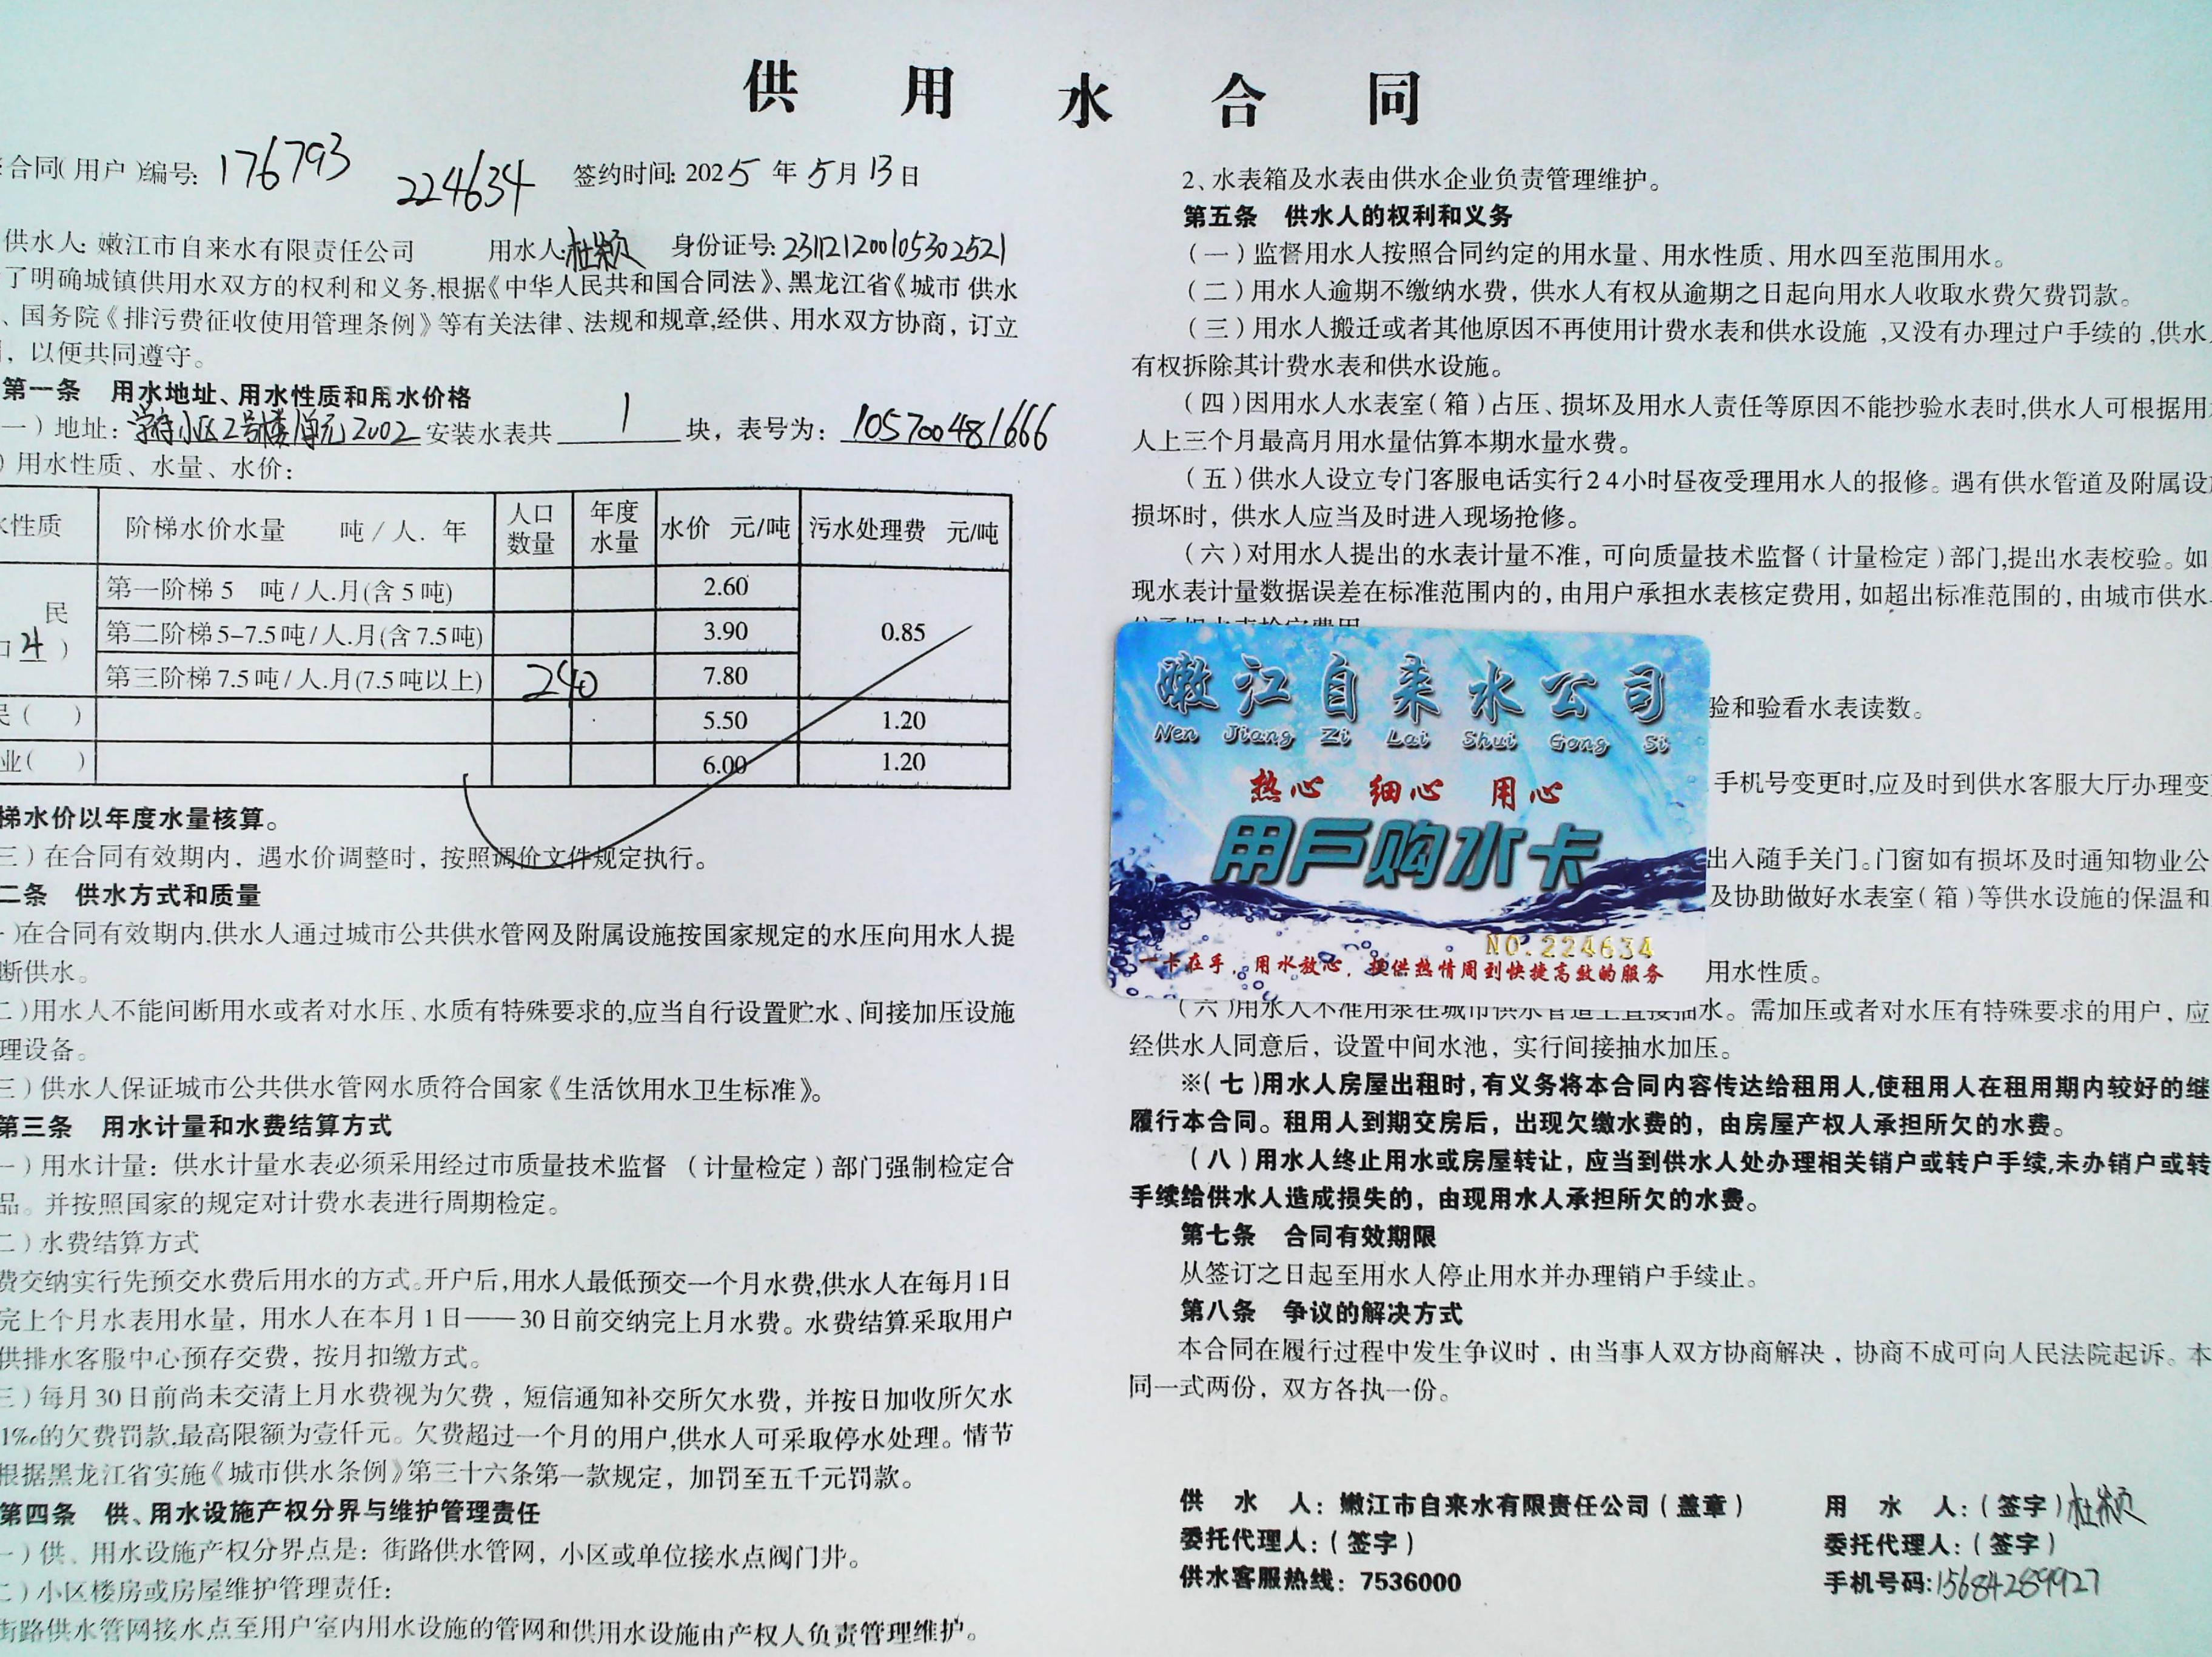 供用水合同
合同(用户)编号: 176793
224634
签约时间: 2025年5月13日
供水人: 嫩江市自来水有限责任公司 用水人: 杜颖 身份证号: 231121200105302521
了明确城镇供用水双方的权利和义务,根据《中华人民共和国合同法》、黑龙江省《城市 供水
、国务院《排污费征收使用管理条例》等有关法律、法规和规章,经供、用水双方协商，订立
，以便共同遵守。
第一条 用水地址、用水性质和用水价格
一）地址：学府小区2号楼1单元2002 安装水表共 1 块，表号为： 105700481666
）用水性质、水量、水价：
水性质 阶梯水价水量 吨/人．年 人口数量 年度水量 水价 元/吨 污水处理费 元/吨
民
口4）
第一阶梯5 吨/人.月(含5吨) 2.60
第二阶梯5-7.5吨/人.月(含7.5吨) 3.90 0.85
第三阶梯7.5吨/人.月(7.5吨以上) 240 7.80
民（ ） 5.50 1.20
业（ ） 6.00 1.20
梯水价以年度水量核算。
三）在合同有效期内，遇水价调整时，按照调价文件规定执行。
二条 供水方式和质量
一)在合同有效期内,供水人通过城市公共供水管网及附属设施按国家规定的水压向用水人提
断供水。
二)用水人不能间断用水或者对水压、水质有特殊要求的,应当自行设置贮水、间接加压设施
理设备。
三）供水人保证城市公共供水管网水质符合国家《生活饮用水卫生标准》。
第三条 用水计量和水费结算方式
一）用水计量：供水计量水表必须采用经过市质量技术监督（计量检定）部门强制检定合
品。并按照国家的规定对计费水表进行周期检定。
二）水费结算方式
费交纳实行先预交水费后用水的方式。开户后,用水人最低预交一个月水费,供水人在每月1日
完上个月水表用水量，用水人在本月1日——30日前交纳完上月水费。水费结算采取用户
供排水客服中心预存交费，按月扣缴方式。
三）每月30日前尚未交清上月水费视为欠费，短信通知补交所欠水费，并按日加收所欠水
1‰的欠费罚款,最高限额为壹仟元。欠费超过一个月的用户,供水人可采取停水处理。情节
根据黑龙江省实施《城市供水条例》第三十六条第一款规定，加罚至五千元罚款。
第四条 供、用水设施产权分界与维护管理责任
一）供、用水设施产权分界点是：街路供水管网，小区或单位接水点阀门井。
二）小区楼房或房屋维护管理责任：
街路供水管网接水点至用户室内用水设施的管网和供用水设施由产权人负责管理维护。
2、水表箱及水表由供水企业负责管理维护。
第五条 供水人的权利和义务
（一）监督用水人按照合同约定的用水量、用水性质、用水四至范围用水。
（二）用水人逾期不缴纳水费，供水人有权从逾期之日起向用水人收取水费欠费罚款。
（三）用水人搬迁或者其他原因不再使用计费水表和供水设施，又没有办理过户手续的,供水
有权拆除其计费水表和供水设施。
（四）因用水人水表室（箱）占压、损坏及用水人责任等原因不能抄验水表时,供水人可根据用
人上三个月最高月用水量估算本期水量水费。
（五）供水人设立专门客服电话实行24小时昼夜受理用水人的报修。遇有供水管道及附属设
损坏时，供水人应当及时进入现场抢修。
（六）对用水人提出的水表计量不准，可向质量技术监督（计量检定）部门,提出水表校验。如
现水表计量数据误差在标准范围内的，由用户承担水表核定费用，如超出标准范围的，由城市供水
验和验看水表读数。
手机号变更时,应及时到供水客服大厅办理变
出入随手关门。门窗如有损坏及时通知物业公
及协助做好水表室（箱）等供水设施的保温和
用水性质。
嫩江自来水公司
Nen Jiang Zi Lai Shui Gong Si
热心 细心 用心
用户购水卡
NO.224634
一卡在手，用水放心，提供热情周到快捷高效的服务
（六）用水人不准用泵在城市供水管道上直接抽水。需加压或者对水压有特殊要求的用户，应
经供水人同意后，设置中间水池，实行间接抽水加压。
※（七）用水人房屋出租时,有义务将本合同内容传达给租用人,使租用人在租用期内较好的继
履行本合同。租用人到期交房后，出现欠缴水费的，由房屋产权人承担所欠的水费。
（八）用水人终止用水或房屋转让，应当到供水人处办理相关销户或转户手续,未办销户或转
手续给供水人造成损失的，由现用水人承担所欠的水费。
第七条 合同有效期限
从签订之日起至用水人停止用水并办理销户手续止。
第八条 争议的解决方式
本合同在履行过程中发生争议时，由当事人双方协商解决，协商不成可向人民法院起诉。本
同一式两份，双方各执一份。
供 水 人：嫩江市自来水有限责任公司（盖章） 用 水 人：（签字）杜颖
委托代理人：（签字） 委托代理人：（签字）
供水客服热线：7536000 手机号码:15684289927